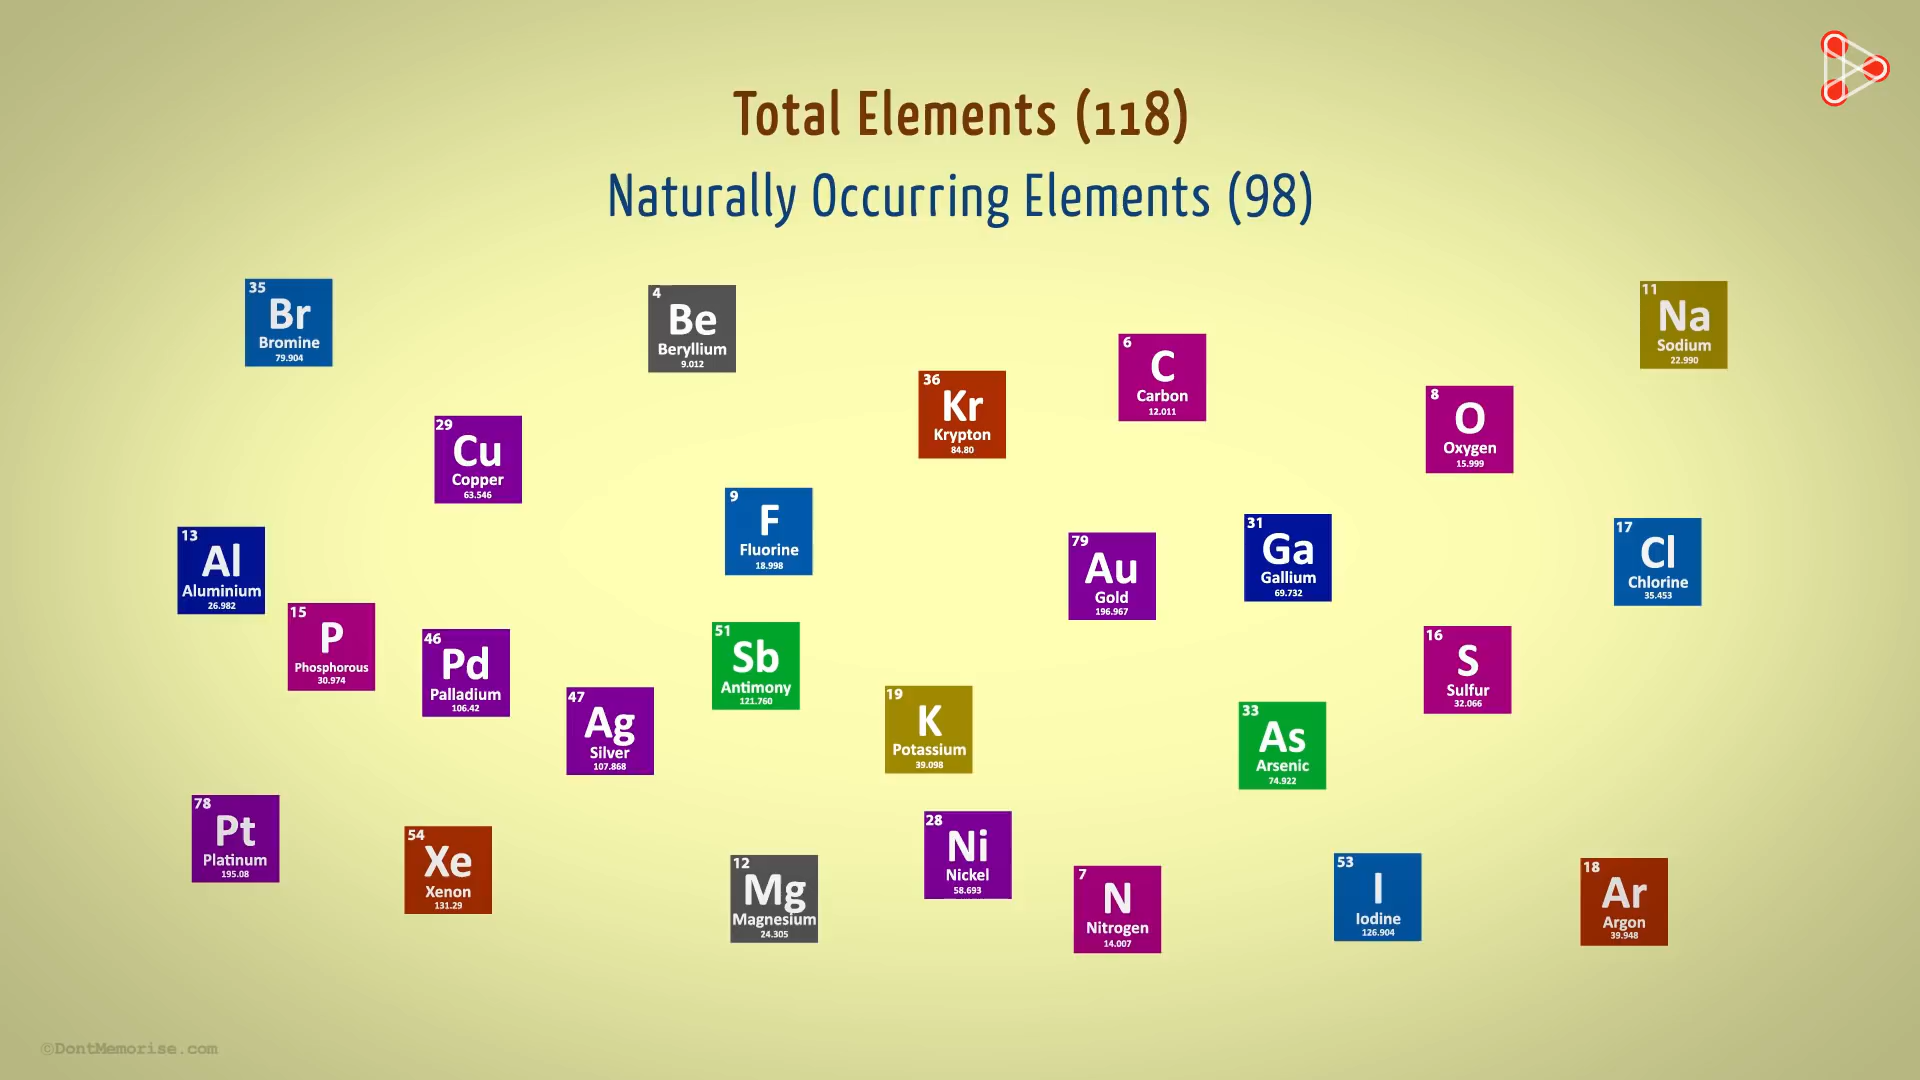 Total Elements (118)
Naturally Occurring Elements (98)
35
Br
Bromine
79.904
4
Be
Beryllium
9.012
11
Na
Sodium
22.990
6
C
Carbon
12.011
36
Kr
Krypton
84.80
8
O
Oxygen
15.999
29
Cu
Copper
63.546
9
F
Fluorine
18.998
31
Ga
Gallium
69.732
17
Cl
Chlorine
35.453
13
Al
Aluminium
26.982
79
Au
Gold
196.967
15
P
Phosphorous
30.974
46
Pd
Palladium
106.42
51
Sb
Antimony
121.760
16
S
Sulfur
32.066
47
Ag
Silver
107.868
19
K
Potassium
39.098
33
As
Arsenic
74.922
78
Pt
Platinum
195.08
54
Xe
Xenon
131.29
12
Mg
Magnesium
24.305
28
Ni
Nickel
58.693
7
N
Nitrogen
14.007
53
I
Iodine
126.904
18
Ar
Argon
39.948
©DontMemorise.com